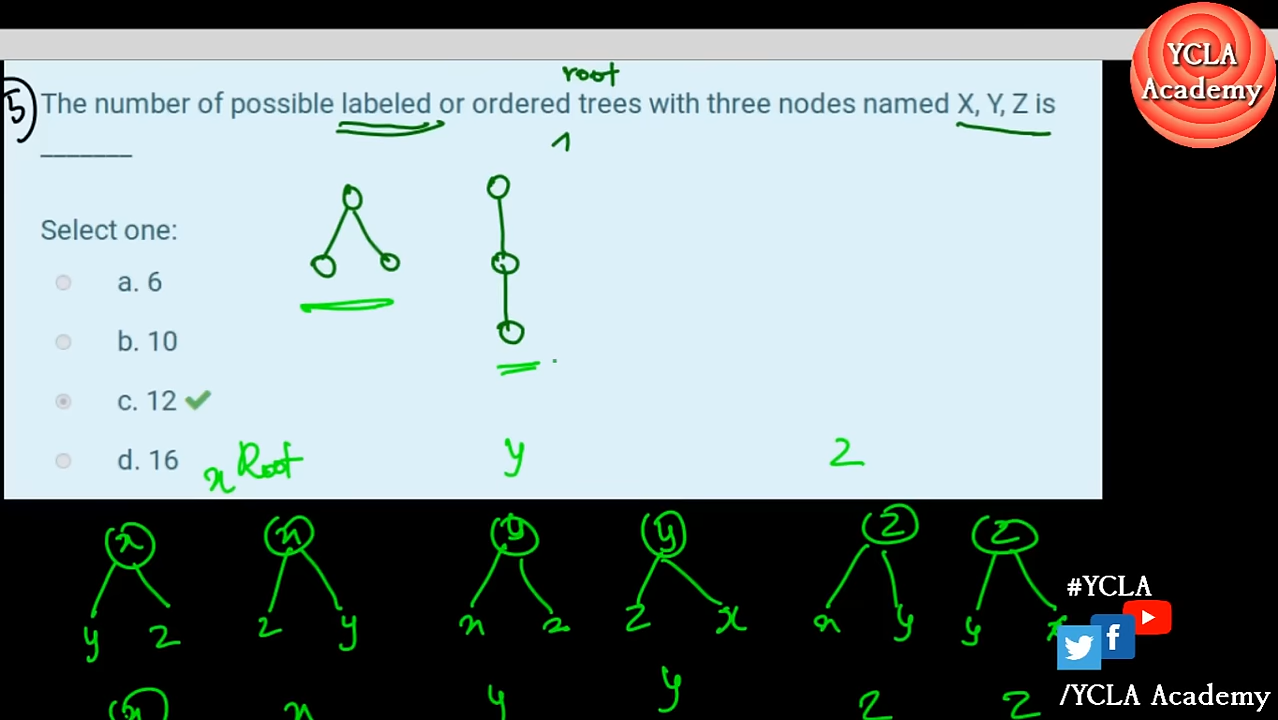 YCLA
Academy
root
5 The number of possible labeled or ordered trees with three nodes named X, Y, Z is
_______
Select one:
a. 6
b. 10
c. 12
d. 16
x Root y z
x x y y z z
y z z y x z z x x y y x
#YCLA
f
x x y y z z
/YCLA Academy